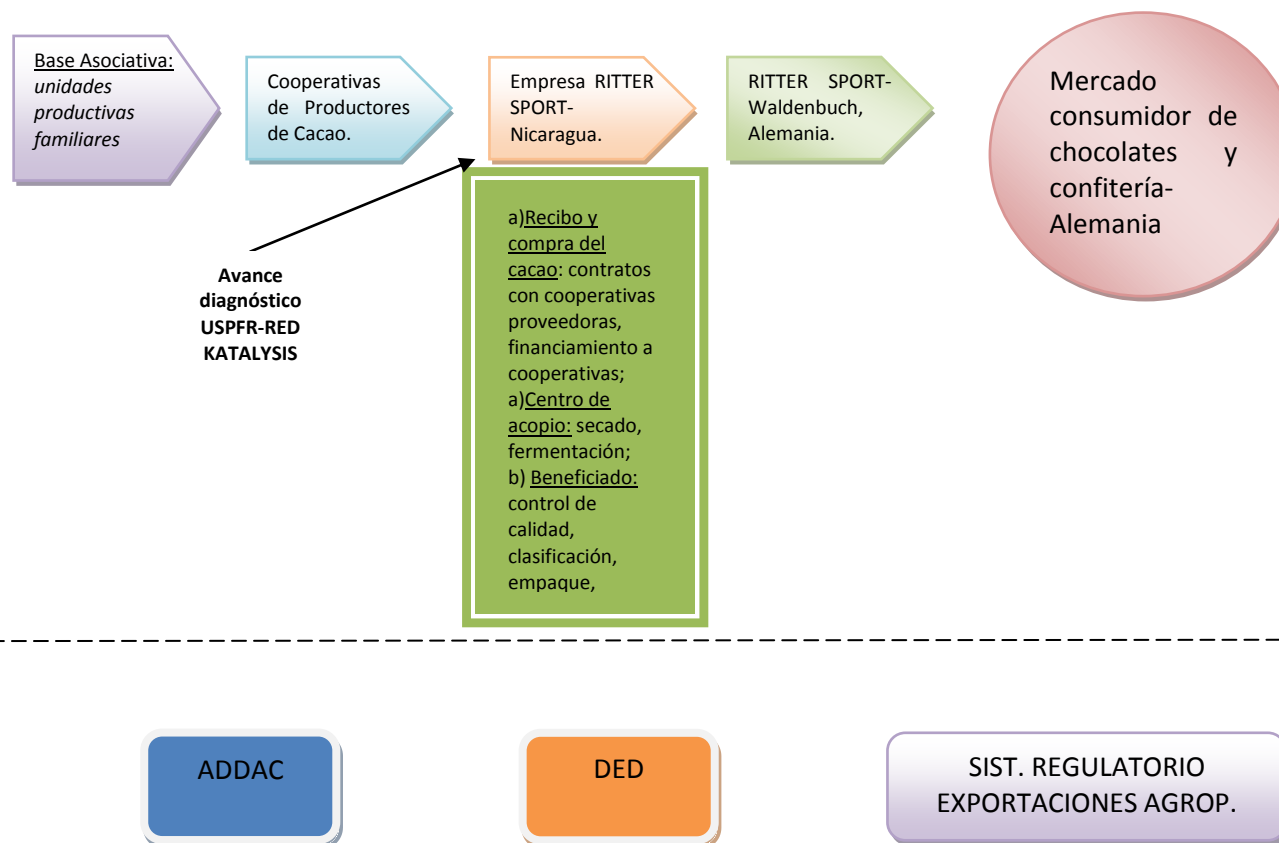 Base Asociativa:
unidades
productivas
familiares
Cooperativas
de Productores
de Cacao.
Empresa RITTER
SPORT-
Nicaragua.
RITTER SPORT-
Waldenbuch,
Alemania.
Mercado
consumidor de
chocolates y
confitería-
Alemania
Avance
diagnóstico
USPFR-RED
KATALYSIS
a)Recibo y
compra del
cacao: contratos
con cooperativas
proveedoras,
financiamiento a
cooperativas;
a)Centro de
acopio: secado,
fermentación;
b) Beneficiado:
control de
calidad,
clasificación,
empaque,
ADDAC
DED
SIST. REGULATORIO
EXPORTACIONES AGROP.